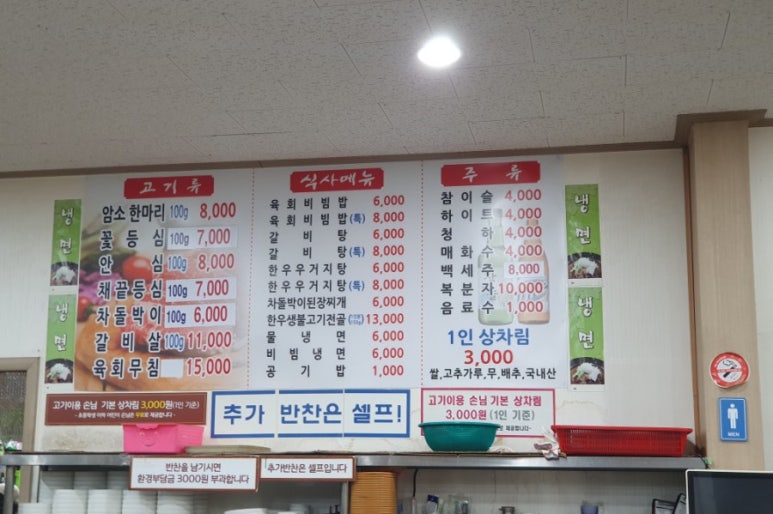 고기류
암소한마리 100g 8,000
꽃등심 100g 7,000
안심 100g 8,000
채끝등심 100g 7,000
차돌박이 100g 6,000
갈비살 100g 11,000
육회무침 15,000
식사메뉴
육회비빔밥 6,000
육회비빔밥(특) 8,000
갈비탕 6,000
갈비탕(특) 8,000
한우우거지탕 6,000
한우우거지탕(특) 8,000
차돌박이된장찌개 6,000
한우생불고기전골 13,000
물냉면 6,000
비빔냉면 6,000
공기밥 1,000
주류
참이슬 4,000
하이트 4,000
청하 4,000
매화수 4,000
백세주 8,000
복분자 10,000
음료수 1,000
1인 상차림
3,000
쌀,고추가루,무,배추,국내산
냉면
냉면
냉면
냉면
고기이용 손님 기본 상차림 3,000원(1인 기준)
추가 반찬은 셀프!
고기이용 손님 기본 상차림
3,000원 (1인 기준)
반찬을 남기시면
환경부담금 3000원 부과합니다
추가반찬은 셀프입니다
MEN